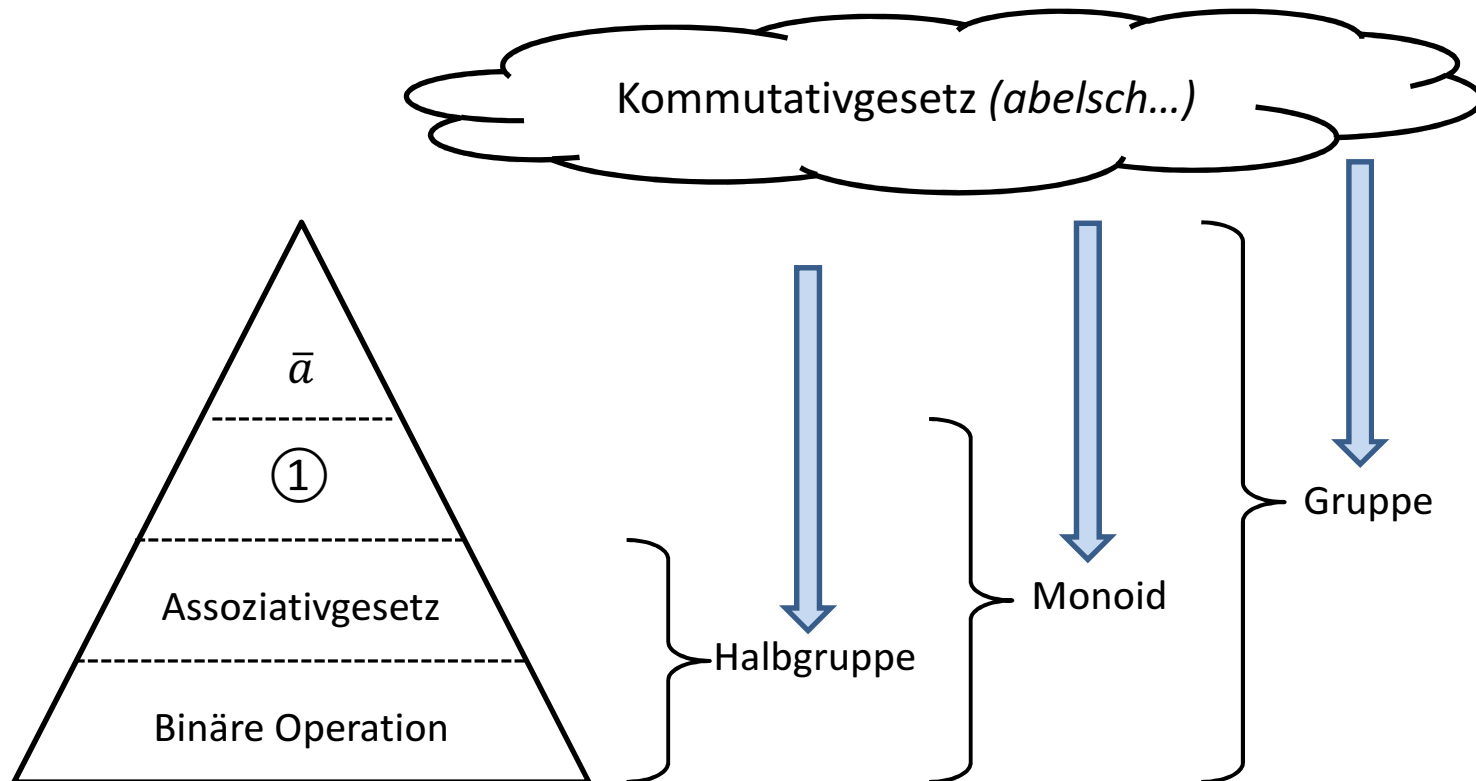 Kommutativgesetz (abelsch...)
a̅
①
Gruppe
Monoid
Assoziativgesetz
Halbgruppe
Binäre Operation